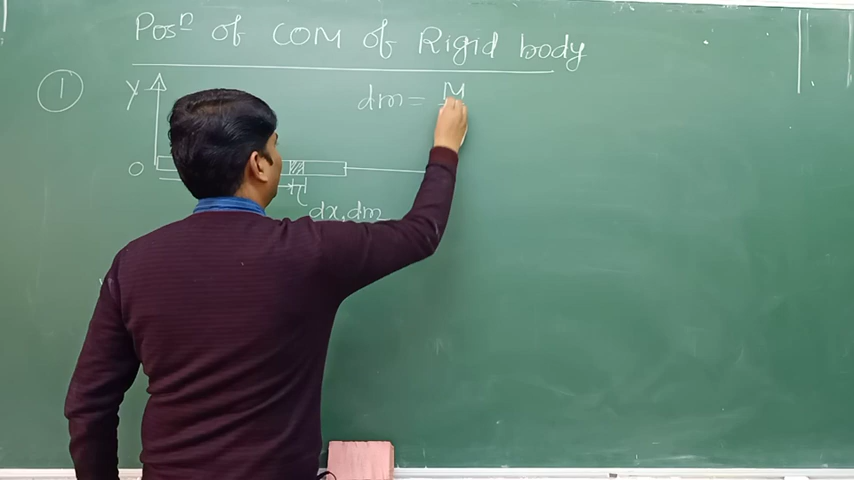 Posⁿ of COM of Rigid body
①
Y
dm = M
O
dx, dm